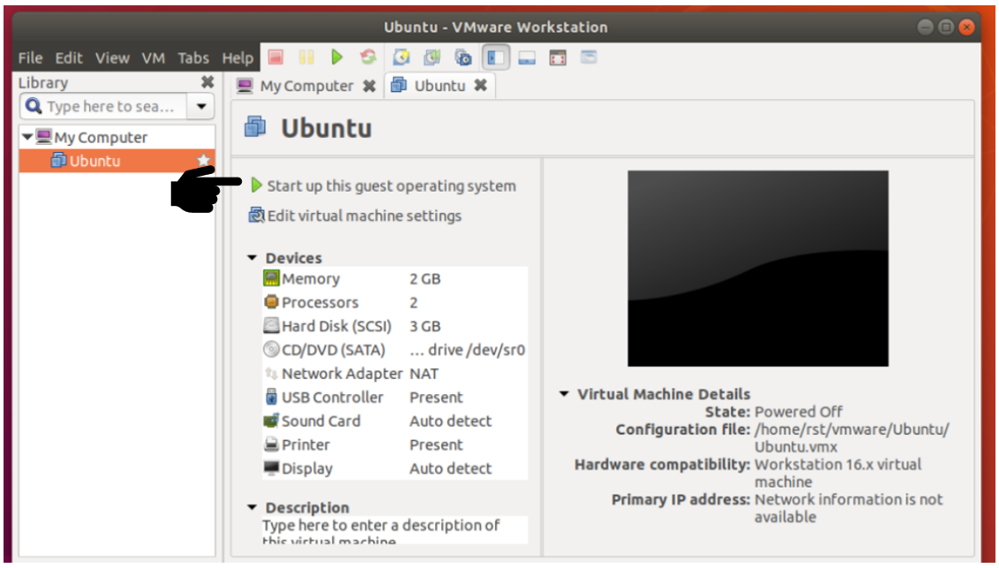 Ubuntu - VMware Workstation
File Edit View VM Tabs Help
Library
My Computer
Ubuntu
Type here to sea...
My Computer
Ubuntu
Ubuntu
Start up this guest operating system
Edit virtual machine settings
Devices
Memory 2 GB
Processors 2
Hard Disk (SCSI) 3 GB
CD/DVD (SATA) ... drive /dev/sr0
Network Adapter NAT
USB Controller Present
Sound Card Auto detect
Printer Present
Display Auto detect
Description
Type here to enter a description of
this virtual machine
Virtual Machine Details
State: Powered Off
Configuration file: /home/rst/vmware/Ubuntu/
Ubuntu.vmx
Hardware compatibility: Workstation 16.x virtual
machine
Primary IP address: Network information is not
available